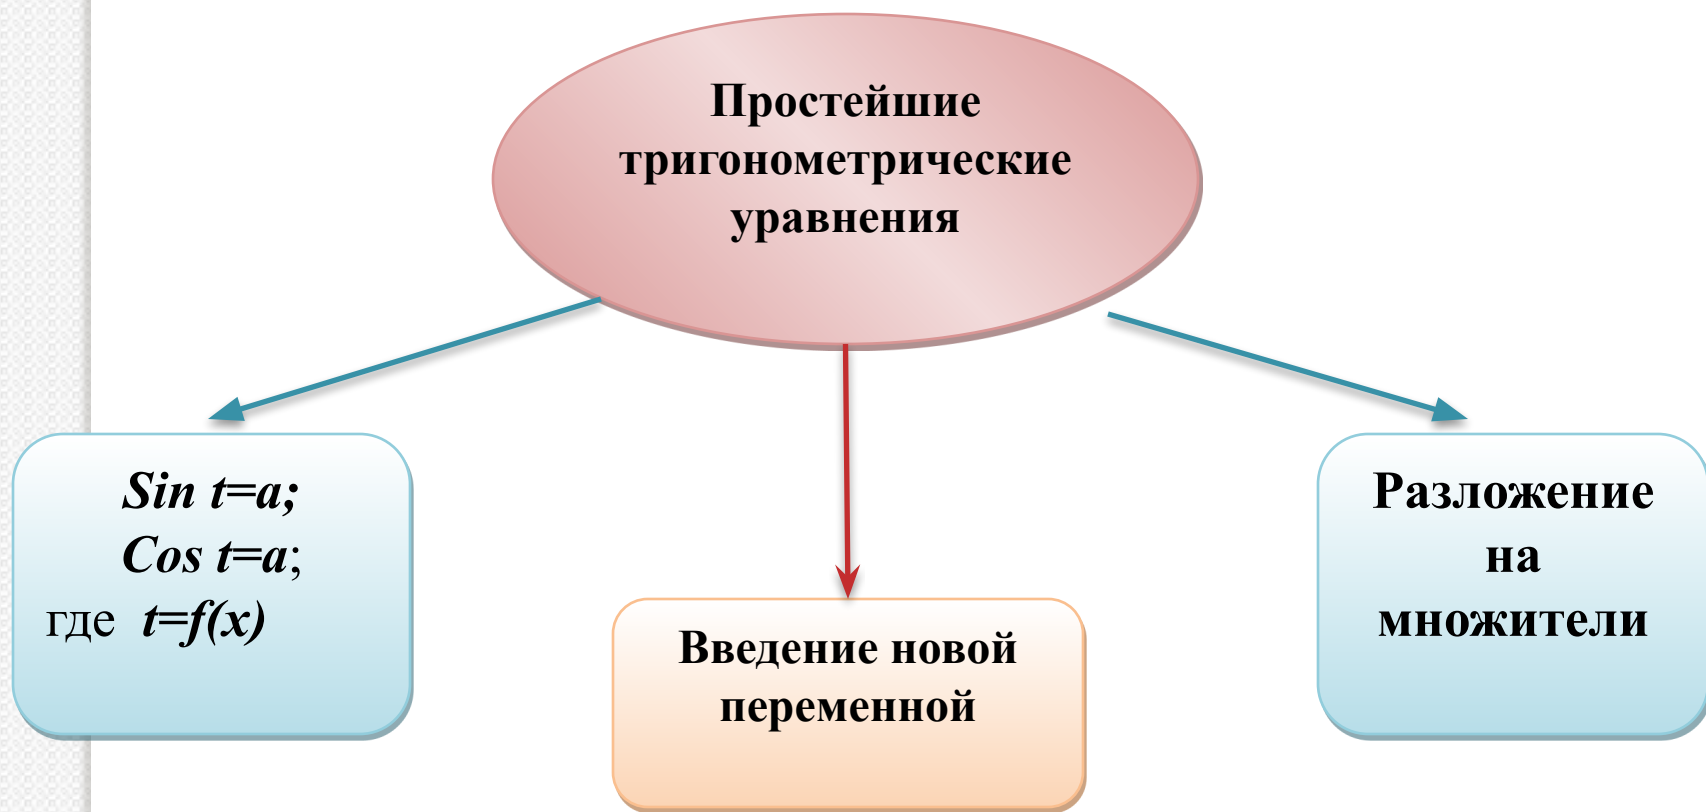 Простейшие
тригонометрические
уравнения
Sin t=a;
Cos t=a;
где t=f(x)
Введение новой
переменной
Разложение
на
множители